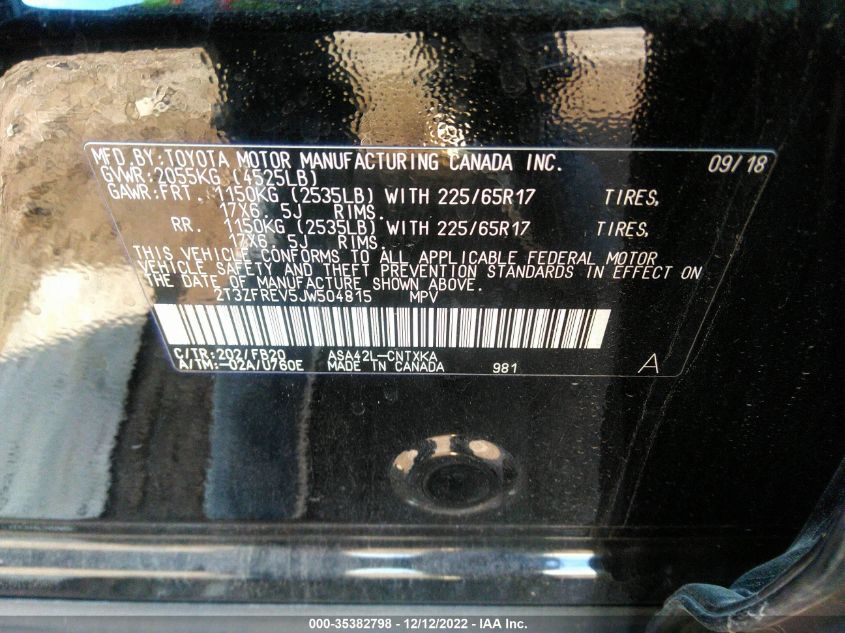 MFD BY:TOYOTA MOTOR MANUFACTURING CANADA INC. 09/18
GVWR:2055KG (4525LB)
GAWR:FRT. 1150KG (2535LB) WITH 225/65R17 TIRES,
17X6. 5J RIMS.
RR. 1150KG (2535LB) WITH 225/65R17 TIRES,
17X6. 5J RIMS.
THIS VEHICLE CONFORMS TO ALL APPLICABLE FEDERAL MOTOR
VEHICLE SAFETY AND THEFT PREVENTION STANDARDS IN EFFECT ON
THE DATE OF MANUFACTURE SHOWN ABOVE.
2T3ZFREV5JW504815 MPV
C/TR:202/FB20 ASA42L-CNTXKA
A/TM:-02A/U760E MADE IN CANADA 981 A
000-35382798 - 12/12/2022 - IAA Inc.